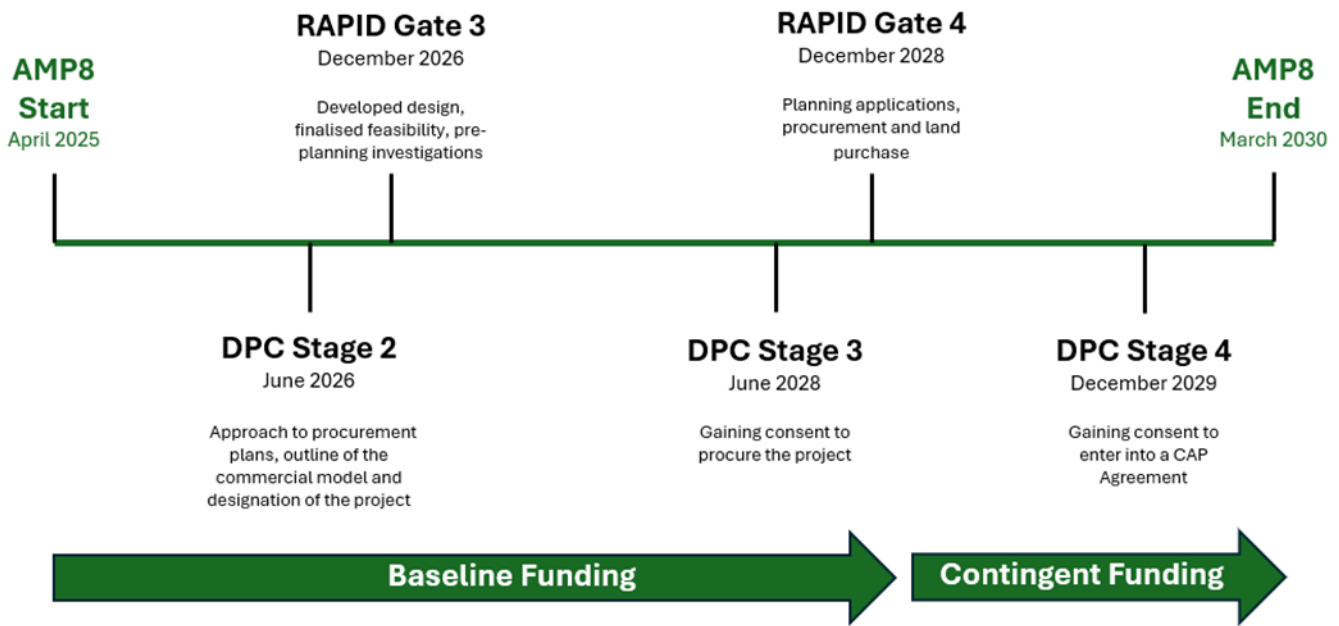 AMP8
Start
April 2025
RAPID Gate 3
December 2026
Developed design,
finalised feasibility, pre-
planning investigations
RAPID Gate 4
December 2028
Planning applications,
procurement and land
purchase
AMP8
End
March 2030
DPC Stage 2
June 2026
Approach to procurement
plans, outline of the
commercial model and
designation of the project
DPC Stage 3
June 2028
Gaining consent to
procure the project
DPC Stage 4
December 2029
Gaining consent to
enter into a CAP
Agreement
Baseline Funding
Contingent Funding